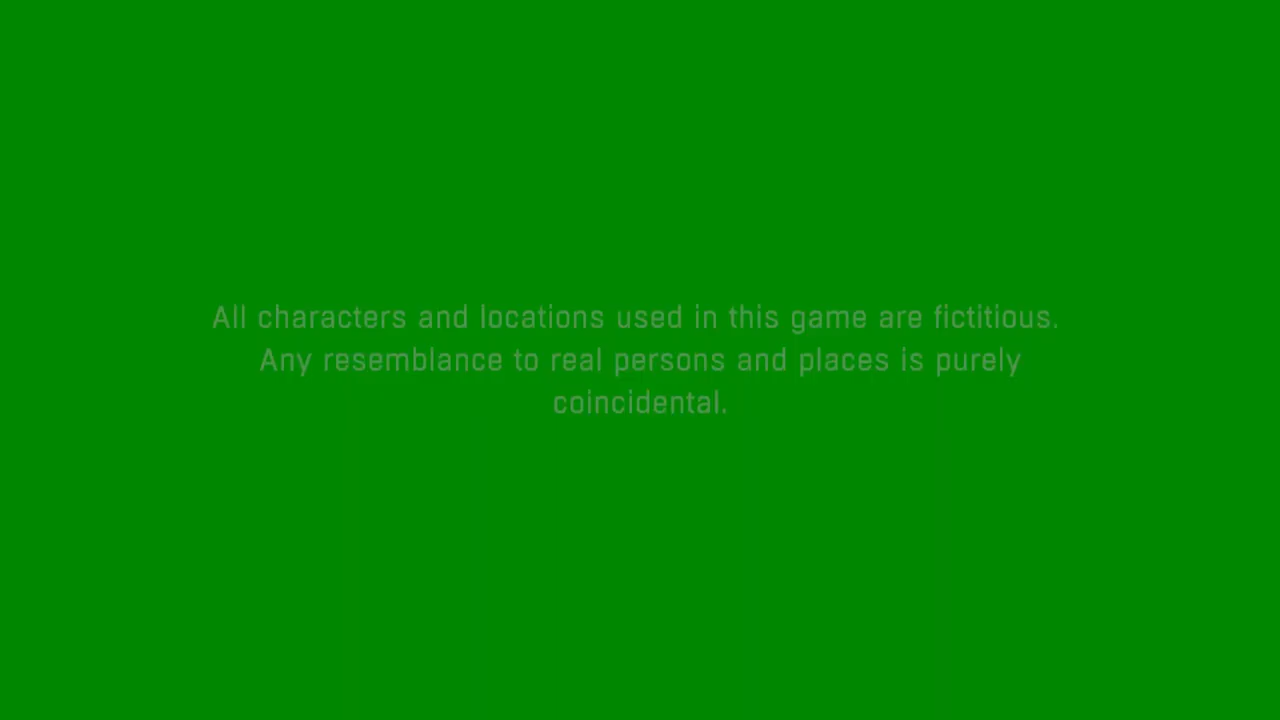 All characters and locations used in this game are fictitious.
Any resemblance to real persons and places is purely
coincidental.